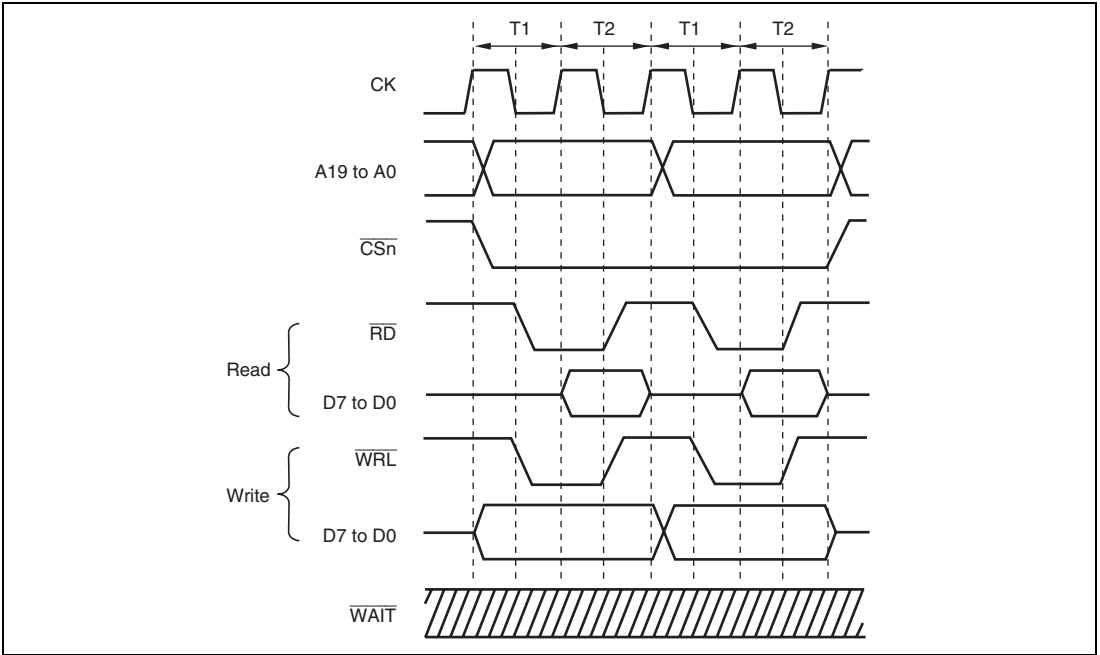 T1 T2 T1 T2
CK
A19 to A0
CSn
RD
Read
D7 to D0
WRL
Write
D7 to D0
WAIT